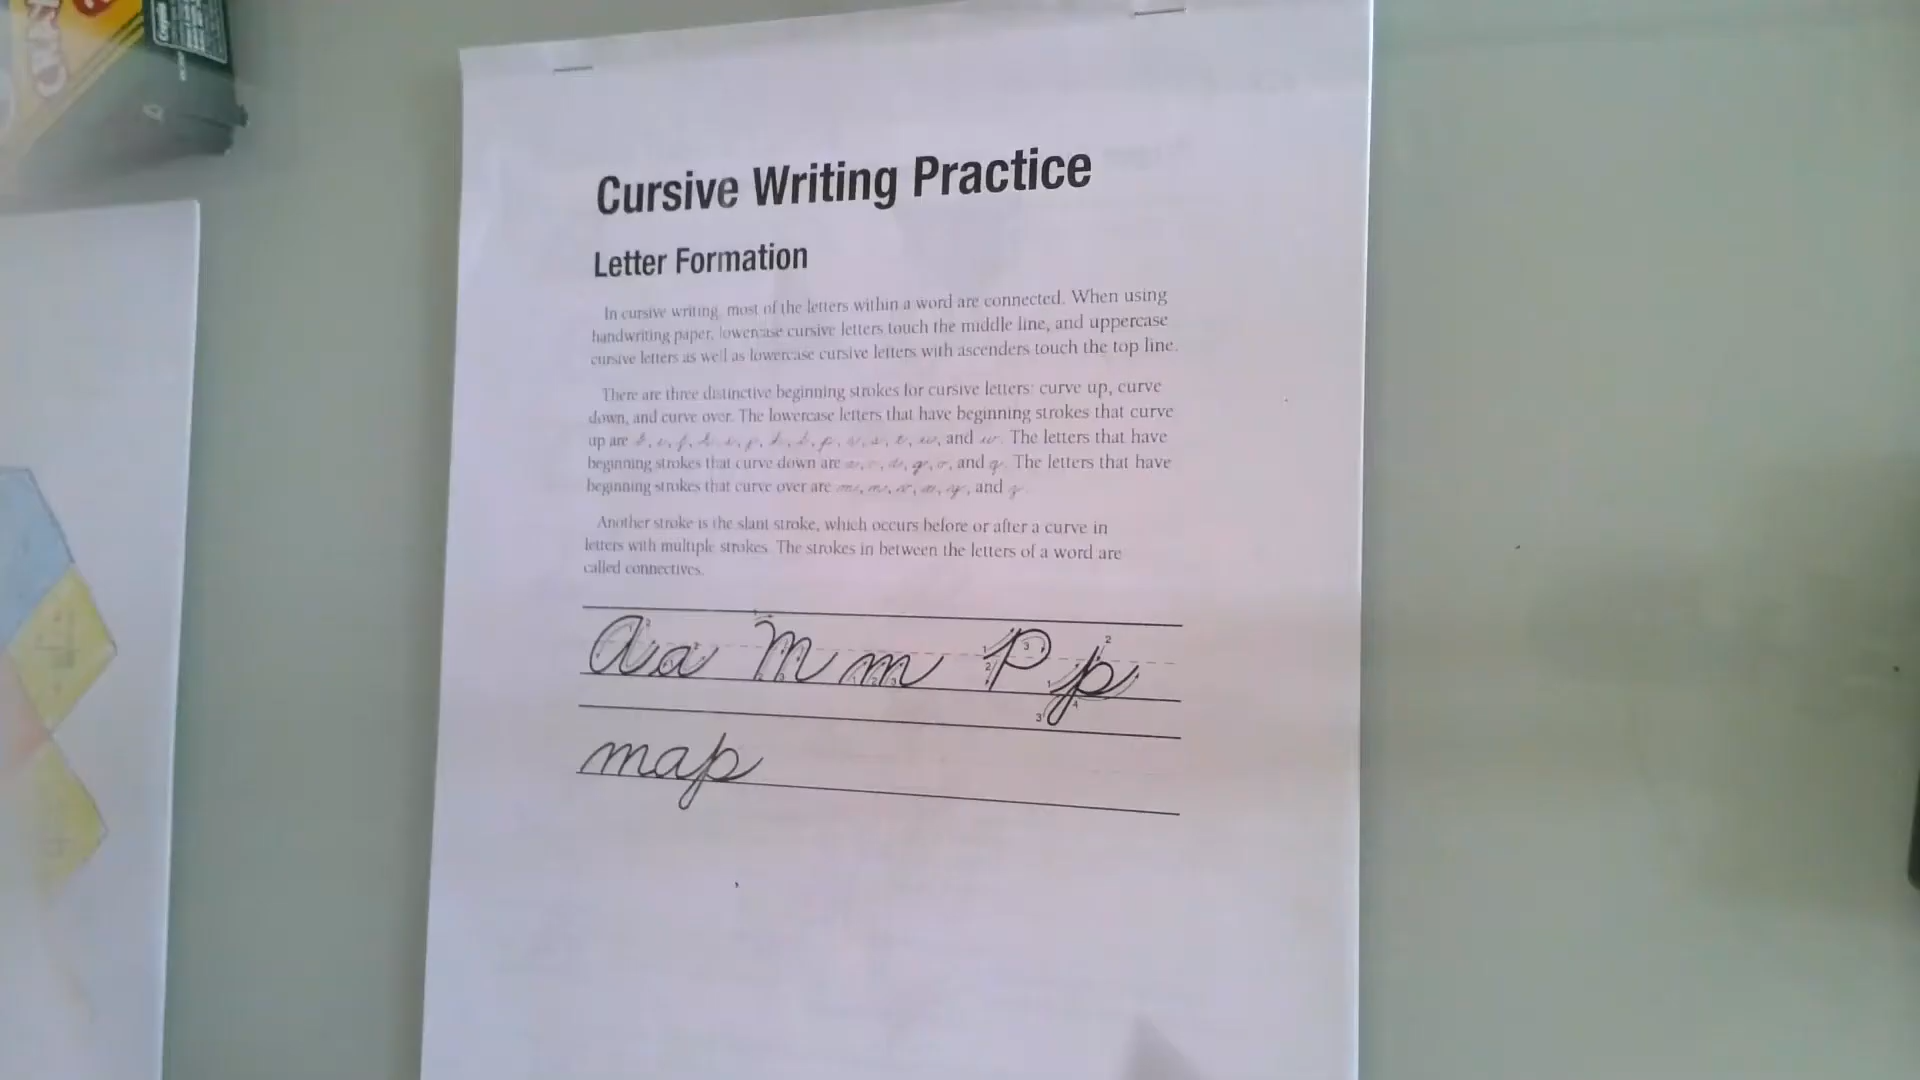 Cursive Writing Practice
Letter Formation
In cursive writing, most of the letters within a word are connected. When using
handwriting paper, lowercase cursive letters touch the middle line, and uppercase
cursive letters as well as lowercase cursive letters with ascenders touch the top line.
There are three distinctive beginning strokes for cursive letters: curve up, curve
down, and curve over. The lowercase letters that have beginning strokes that curve
up are and The letters that have
beginning strokes that curve down are and q. The letters that have
beginning strokes that curve over are and
Another stroke is the slant stroke, which occurs before or after a curve in
letters with multiple strokes. The strokes in between the letters of a word are
called connectives.
Aa Mm Pp
map